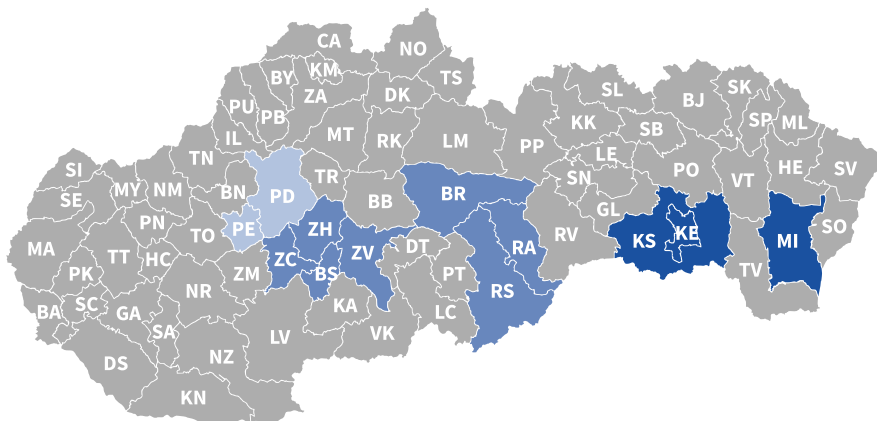 CA
NO
KM
BY
TS
ZA
DK
SL
SK
BJ
PU
PB
KK
SP
ML
IL
MT
RK
LM
PP
SB
TN
LE
PO
HE
SV
SI
TR
SN
VT
MY
NM
BN
PD
BB
BR
SE
GL
PN
PE
ZH
SO
TO
RV
KS
KE
MI
MA
TT
HC
ZC
ZV
DT
RA
PK
ZM
BS
PT
TV
NR
RS
SC
BA
GA
KA
LC
SA
LV
VK
DS
NZ
KN